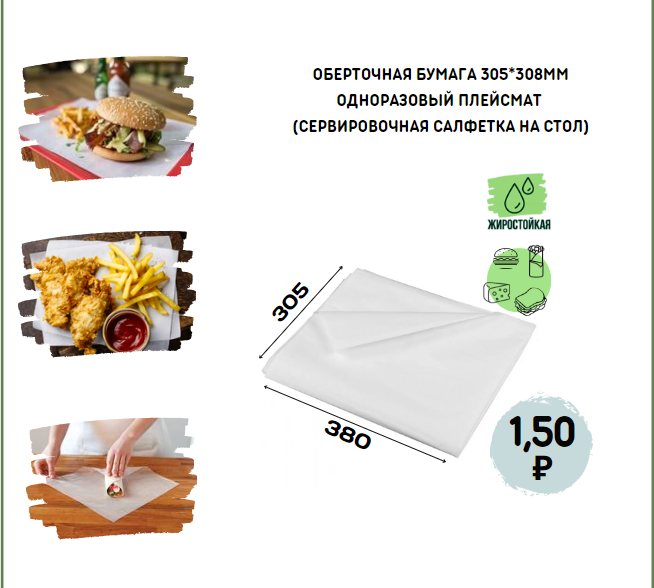 ОБЕРТОЧНАЯ БУМАГА 305*308ММ
ОДНОРАЗОВЫЙ ПЛЕЙСМАТ
(СЕРВИРОВОЧНАЯ САЛФЕТКА НА СТОЛ)
ЖИРОСТОЙКАЯ
305
380
1,50
₽